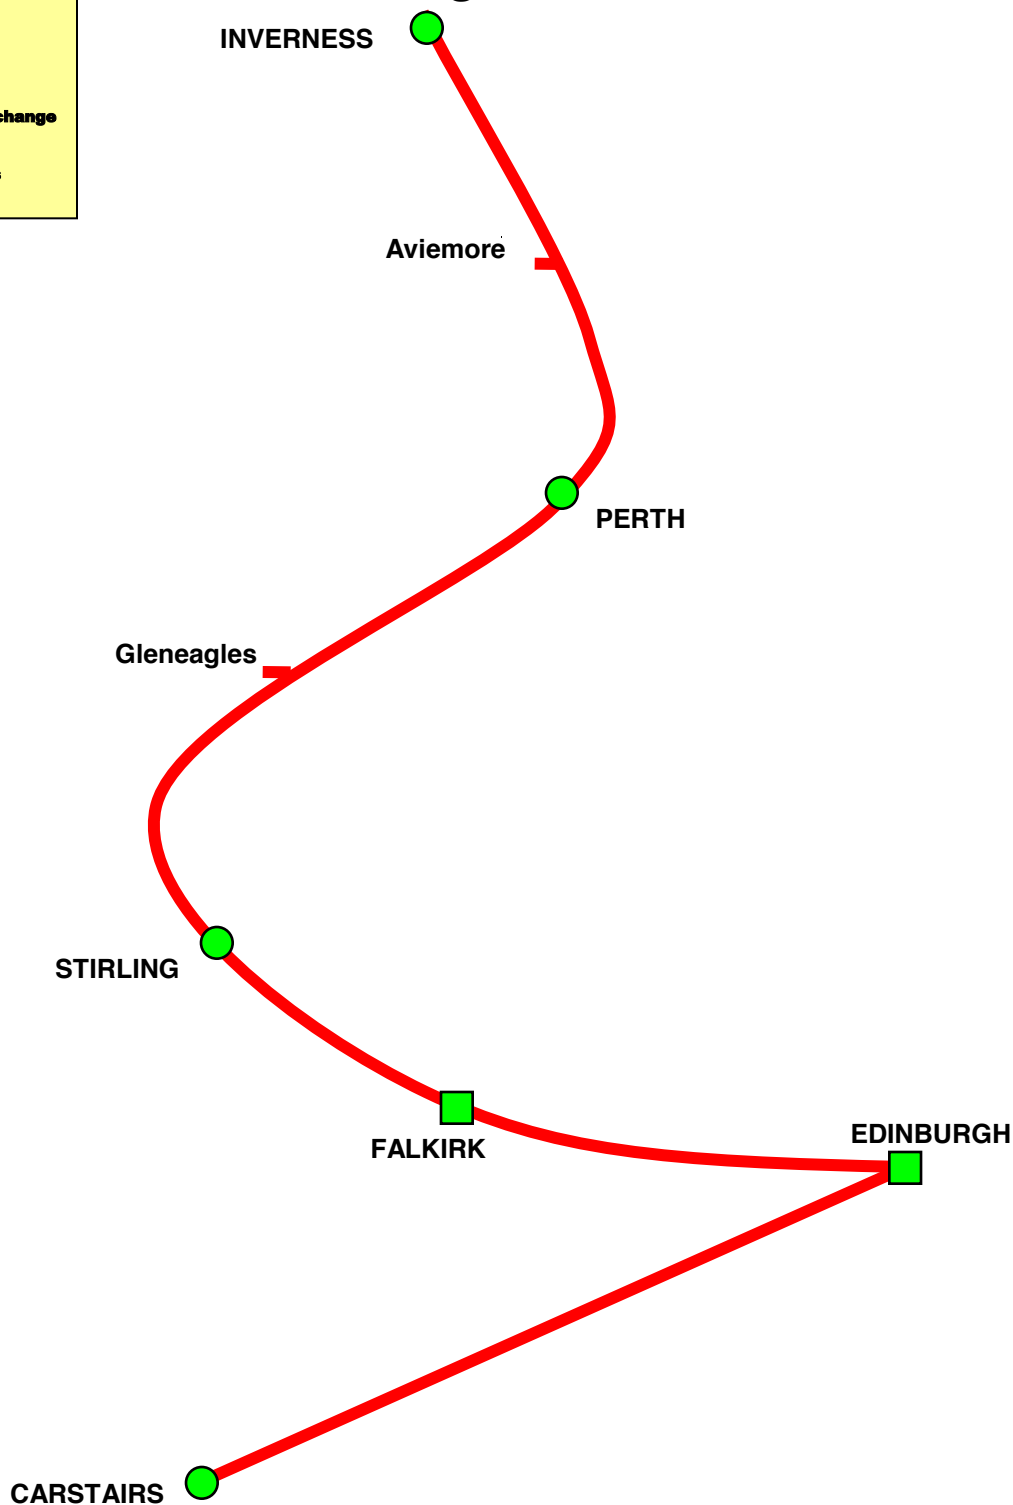 INVERNESS
change
Aviemore
PERTH
Gleneagles
STIRLING
EDINBURGH
FALKIRK
CARSTAIRS